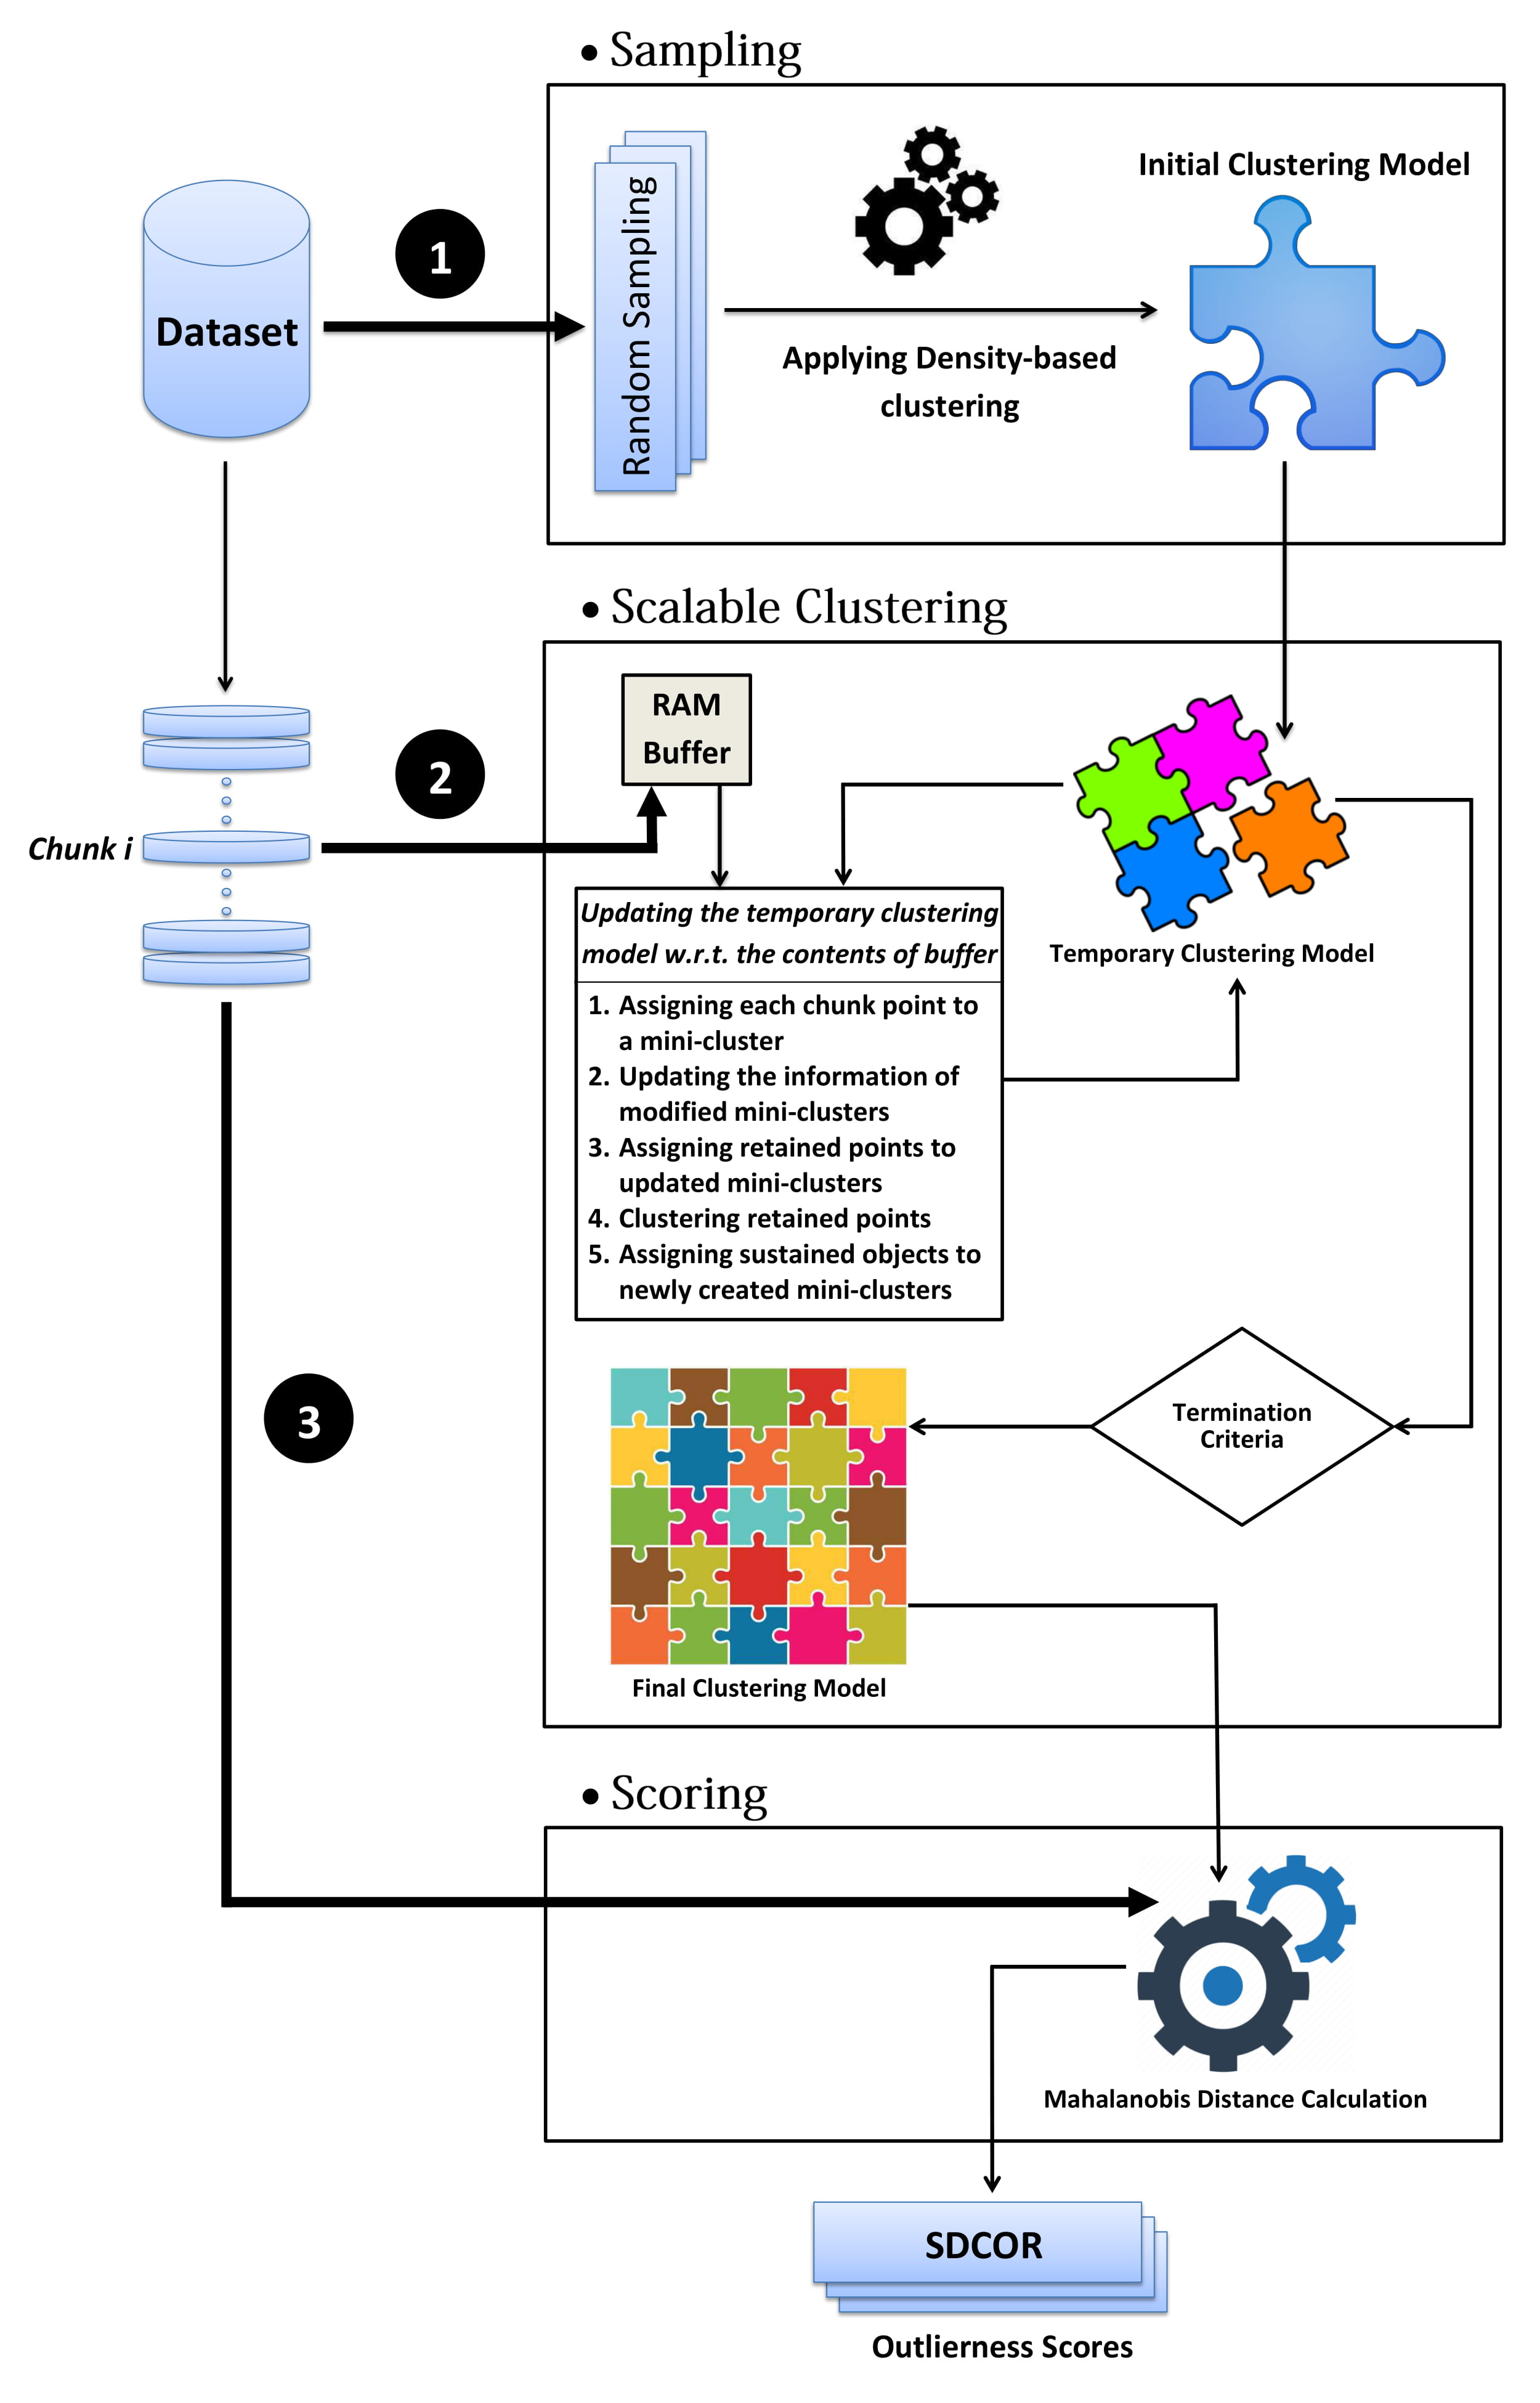 • Sampling
Initial Clustering Model
1
Dataset
Random Sampling
Applying Density-based
clustering
• Scalable Clustering
RAM
Buffer
2
Chunk i
Updating the temporary clustering
model w.r.t. the contents of buffer
Temporary Clustering Model
1. Assigning each chunk point to
a mini-cluster
2. Updating the information of
modified mini-clusters
3. Assigning retained points to
updated mini-clusters
4. Clustering retained points
5. Assigning sustained objects to
newly created mini-clusters
3
Termination
Criteria
Final Clustering Model
• Scoring
Mahalanobis Distance Calculation
SDCOR
Outlierness Scores